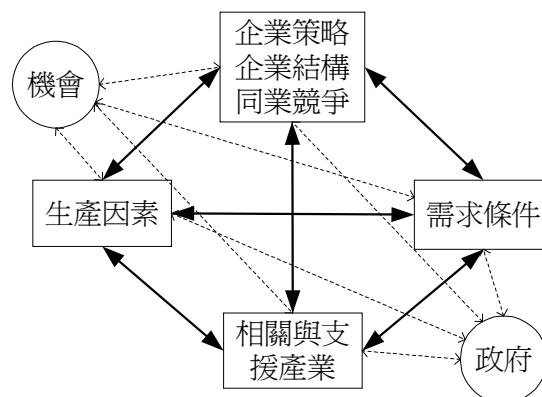 企業策略
企業結構
同業競爭
機會
生產因素
需求條件
相關與支
援產業
政府